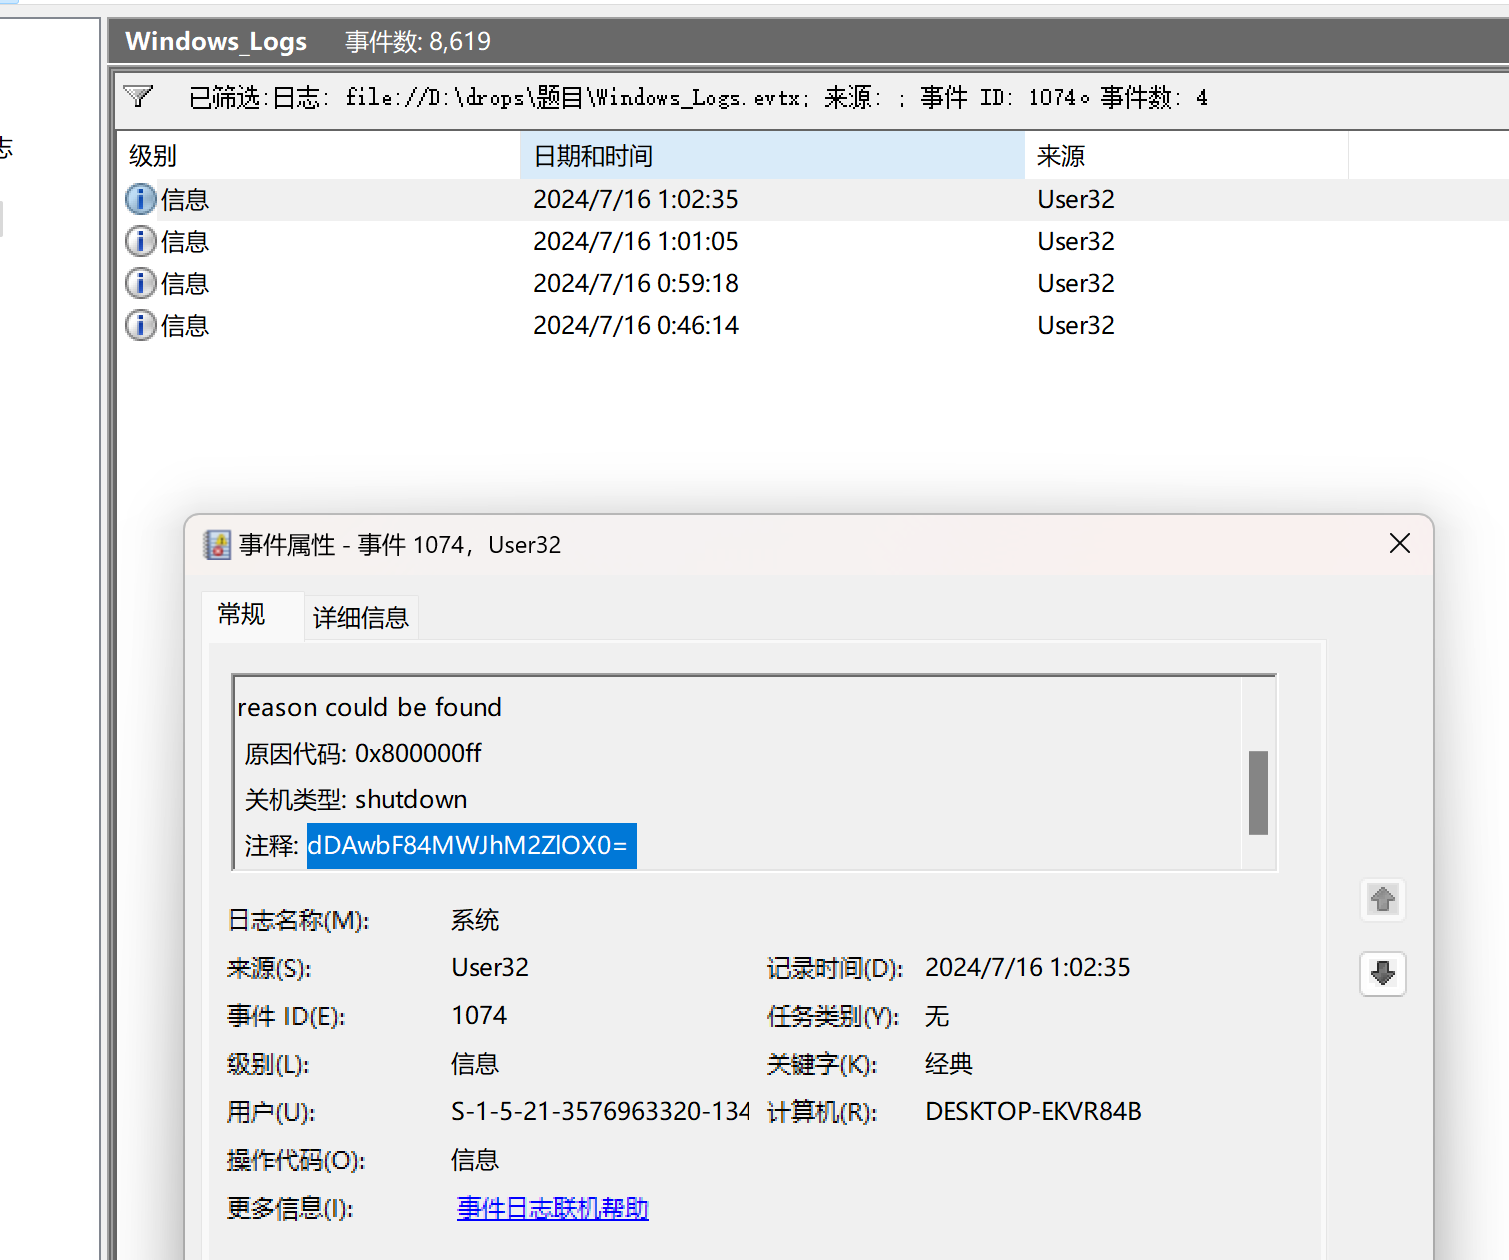 Windows_Logs 事件数: 8,619
已筛选:日志: file://D:\drops\题目\Windows_Logs.evtx; 来源: ; 事件 ID: 1074。事件数: 4
志
级别 日期和时间 来源
信息 2024/7/16 1:02:35 User32
信息 2024/7/16 1:01:05 User32
信息 2024/7/16 0:59:18 User32
信息 2024/7/16 0:46:14 User32
事件属性 - 事件 1074，User32
常规 详细信息
reason could be found
原因代码: 0x800000ff
关机类型: shutdown
注释: dDAwbF84MWJhM2ZlOX0=
日志名称(M): 系统
来源(S): User32 记录时间(D): 2024/7/16 1:02:35
事件 ID(E): 1074 任务类别(Y): 无
级别(L): 信息 关键字(K): 经典
用户(U): S-1-5-21-3576963320-134 计算机(R): DESKTOP-EKVR84B
操作代码(O): 信息
更多信息(I): 事件日志联机帮助